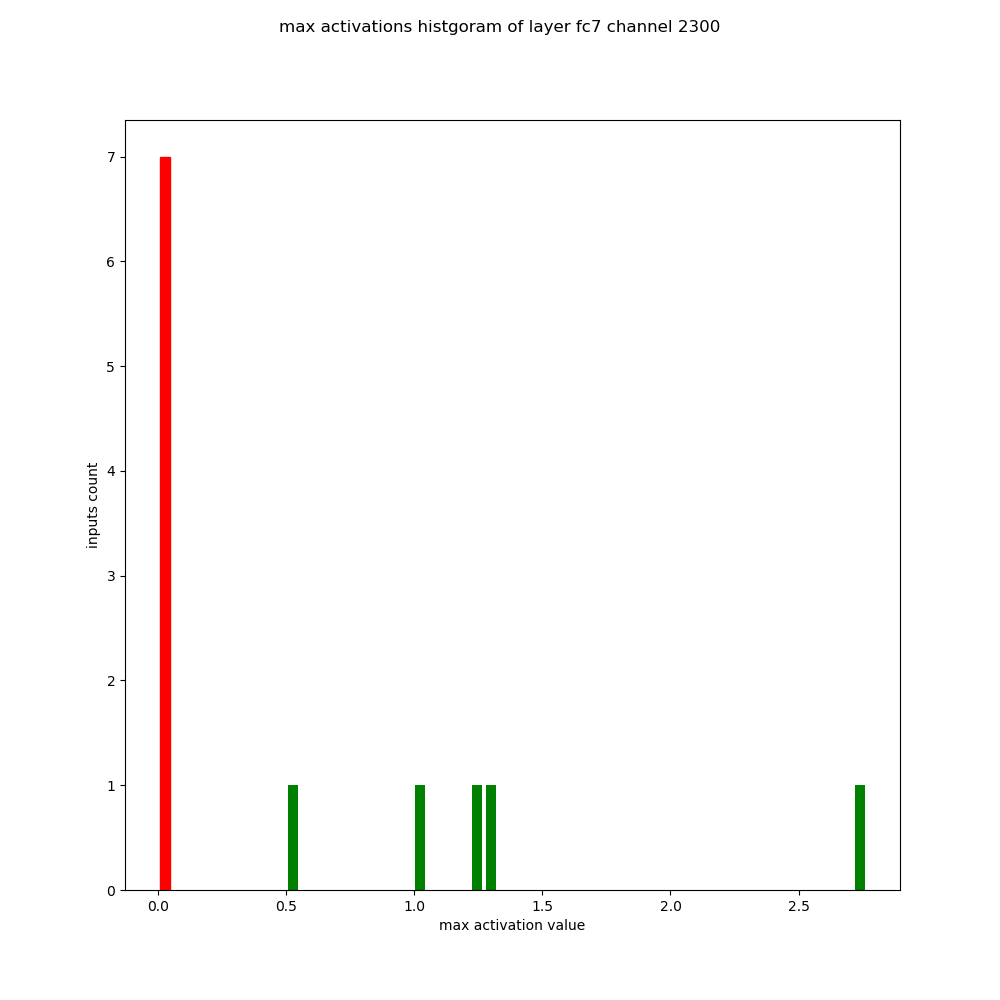 max activations histgoram of layer fc7 channel 2300
7
6
5
4
3
2
1
0
inputs count
0.0 0.5 1.0 1.5 2.0 2.5
max activation value